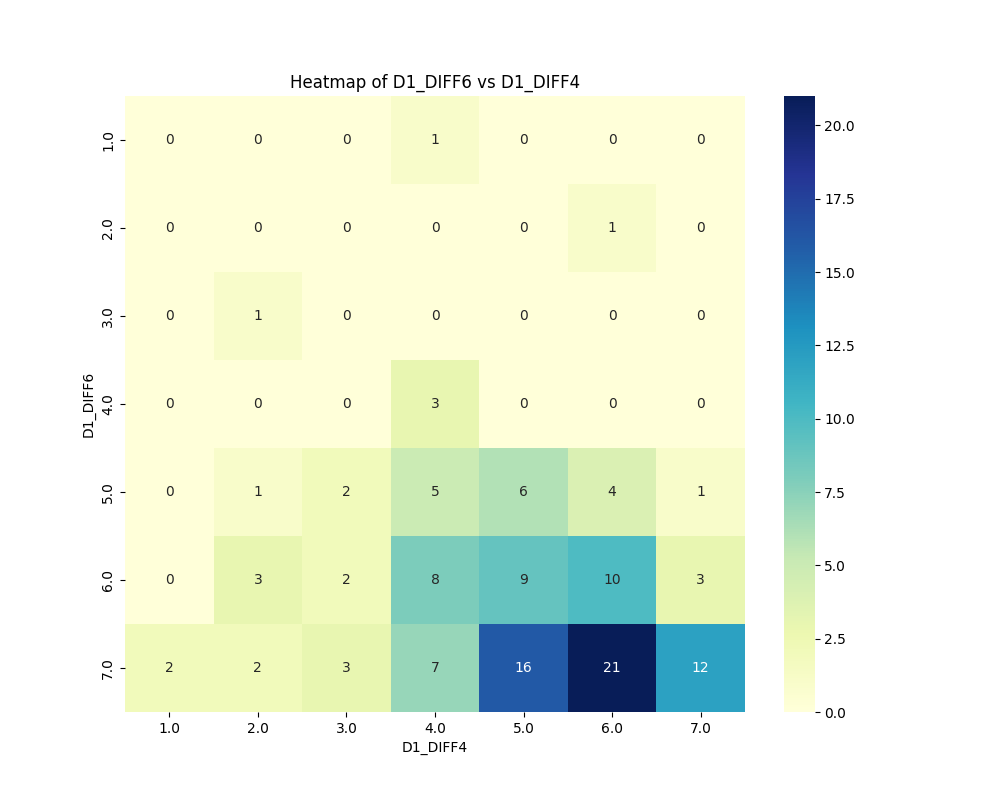 Heatmap of D1_DIFF6 vs D1_DIFF4
1.0 0 0 0 1 0 0 0
2.0 0 0 0 0 0 1 0
3.0 0 1 0 0 0 0 0
4.0 0 0 0 3 0 0 0
5.0 0 1 2 5 6 4 1
6.0 0 3 2 8 9 10 3
7.0 2 2 3 7 16 21 12
1.0 2.0 3.0 4.0 5.0 6.0 7.0
D1_DIFF4
D1_DIFF6
20.0
17.5
15.0
12.5
10.0
7.5
5.0
2.5
0.0